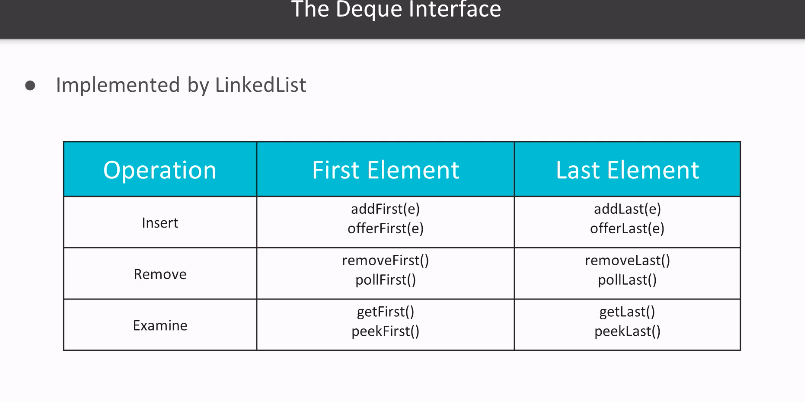 The Deque Interface
● Implemented by LinkedList
Operation First Element Last Element
Insert
addFirst(e)
offerFirst(e)
addLast(e)
offerLast(e)
Remove
removeFirst()
pollFirst()
removeLast()
pollLast()
Examine
getFirst()
peekFirst()
getLast()
peekLast()